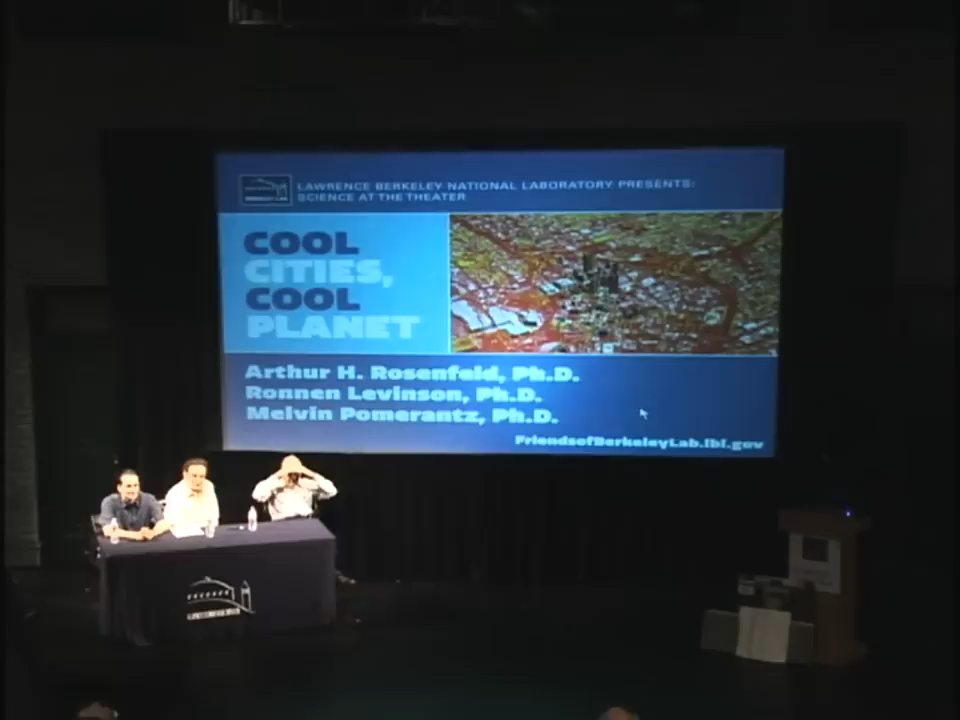 LAWRENCE BERKELEY NATIONAL LABORATORY PRESENTS:
SCIENCE AT THE THEATER
COOL
CITIES,
COOL
PLANET
Arthur H. Rosenfeld, Ph.D.
Ronnen Levinson, Ph.D.
Melvin Pomerantz, Ph.D.
FriendsofBerkeleyLab.lbl.gov